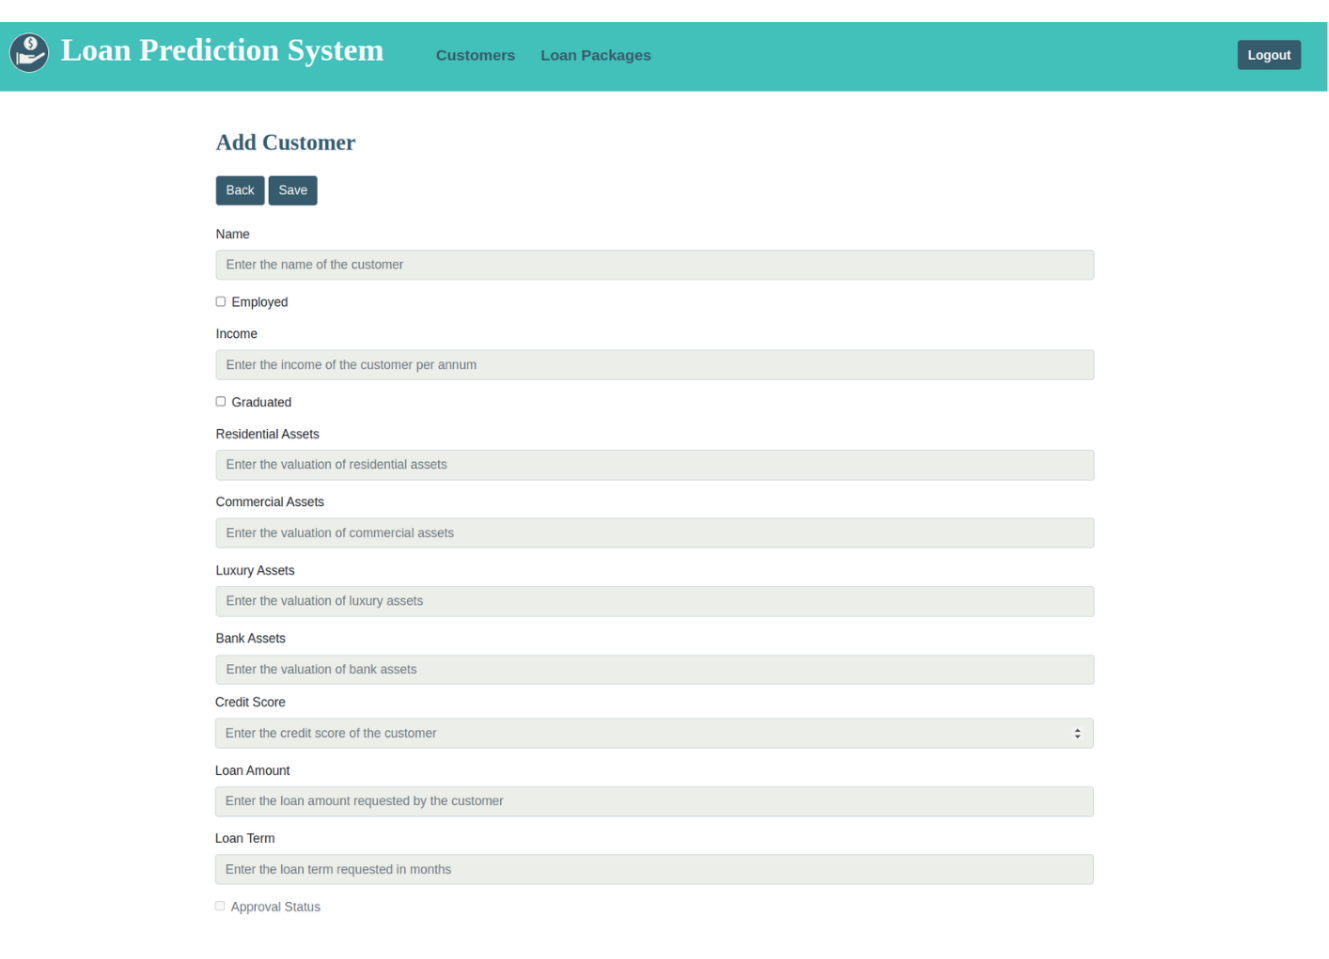 Loan Prediction System Customers Loan Packages Logout
Add Customer
Back Save
Name
Enter the name of the customer
Employed
Income
Enter the income of the customer per annum
Graduated
Residential Assets
Enter the valuation of residential assets
Commercial Assets
Enter the valuation of commercial assets
Luxury Assets
Enter the valuation of luxury assets
Bank Assets
Enter the valuation of bank assets
Credit Score
Enter the credit score of the customer
Loan Amount
Enter the loan amount requested by the customer
Loan Term
Enter the loan term requested in months
Approval Status